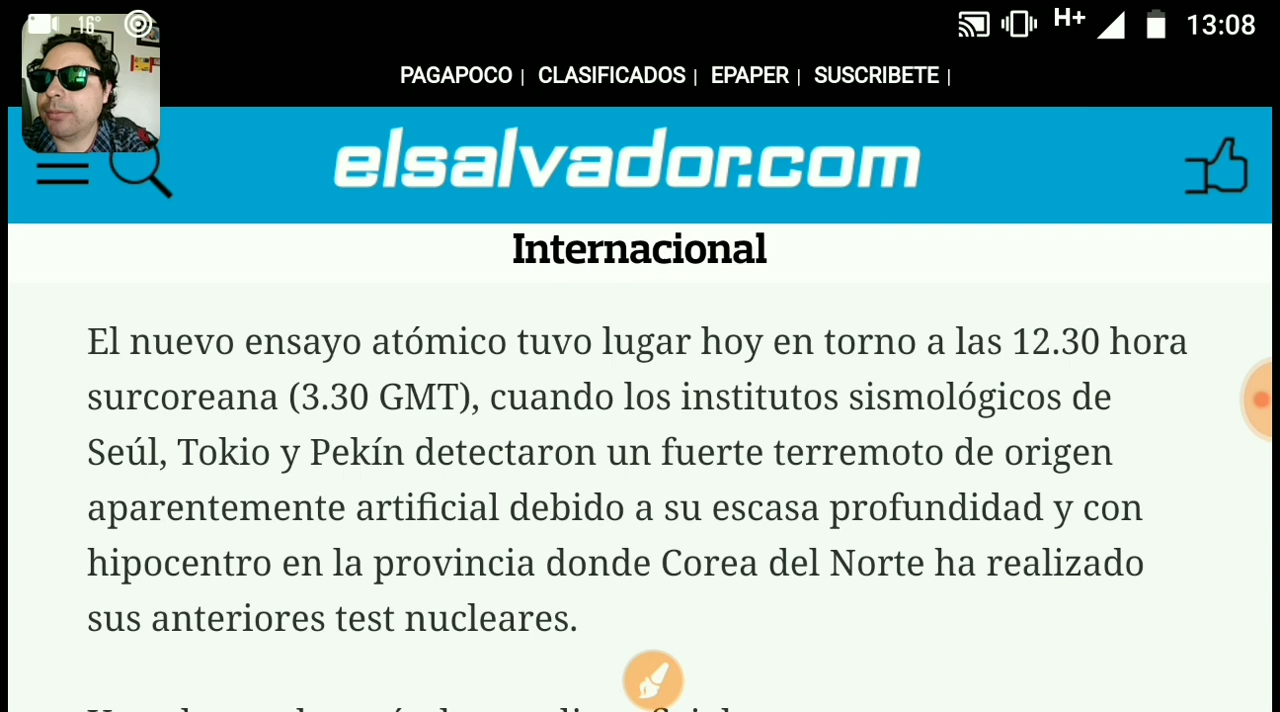 16° H+ 13:08
PAGAPOCO | CLASIFICADOS | EPAPER | SUSCRIBETE |
elsalvador.com
Internacional
El nuevo ensayo atómico tuvo lugar hoy en torno a las 12.30 hora
surcoreana (3.30 GMT), cuando los institutos sismológicos de
Seúl, Tokio y Pekín detectaron un fuerte terremoto de origen
aparentemente artificial debido a su escasa profundidad y con
hipocentro en la provincia donde Corea del Norte ha realizado
sus anteriores test nucleares.